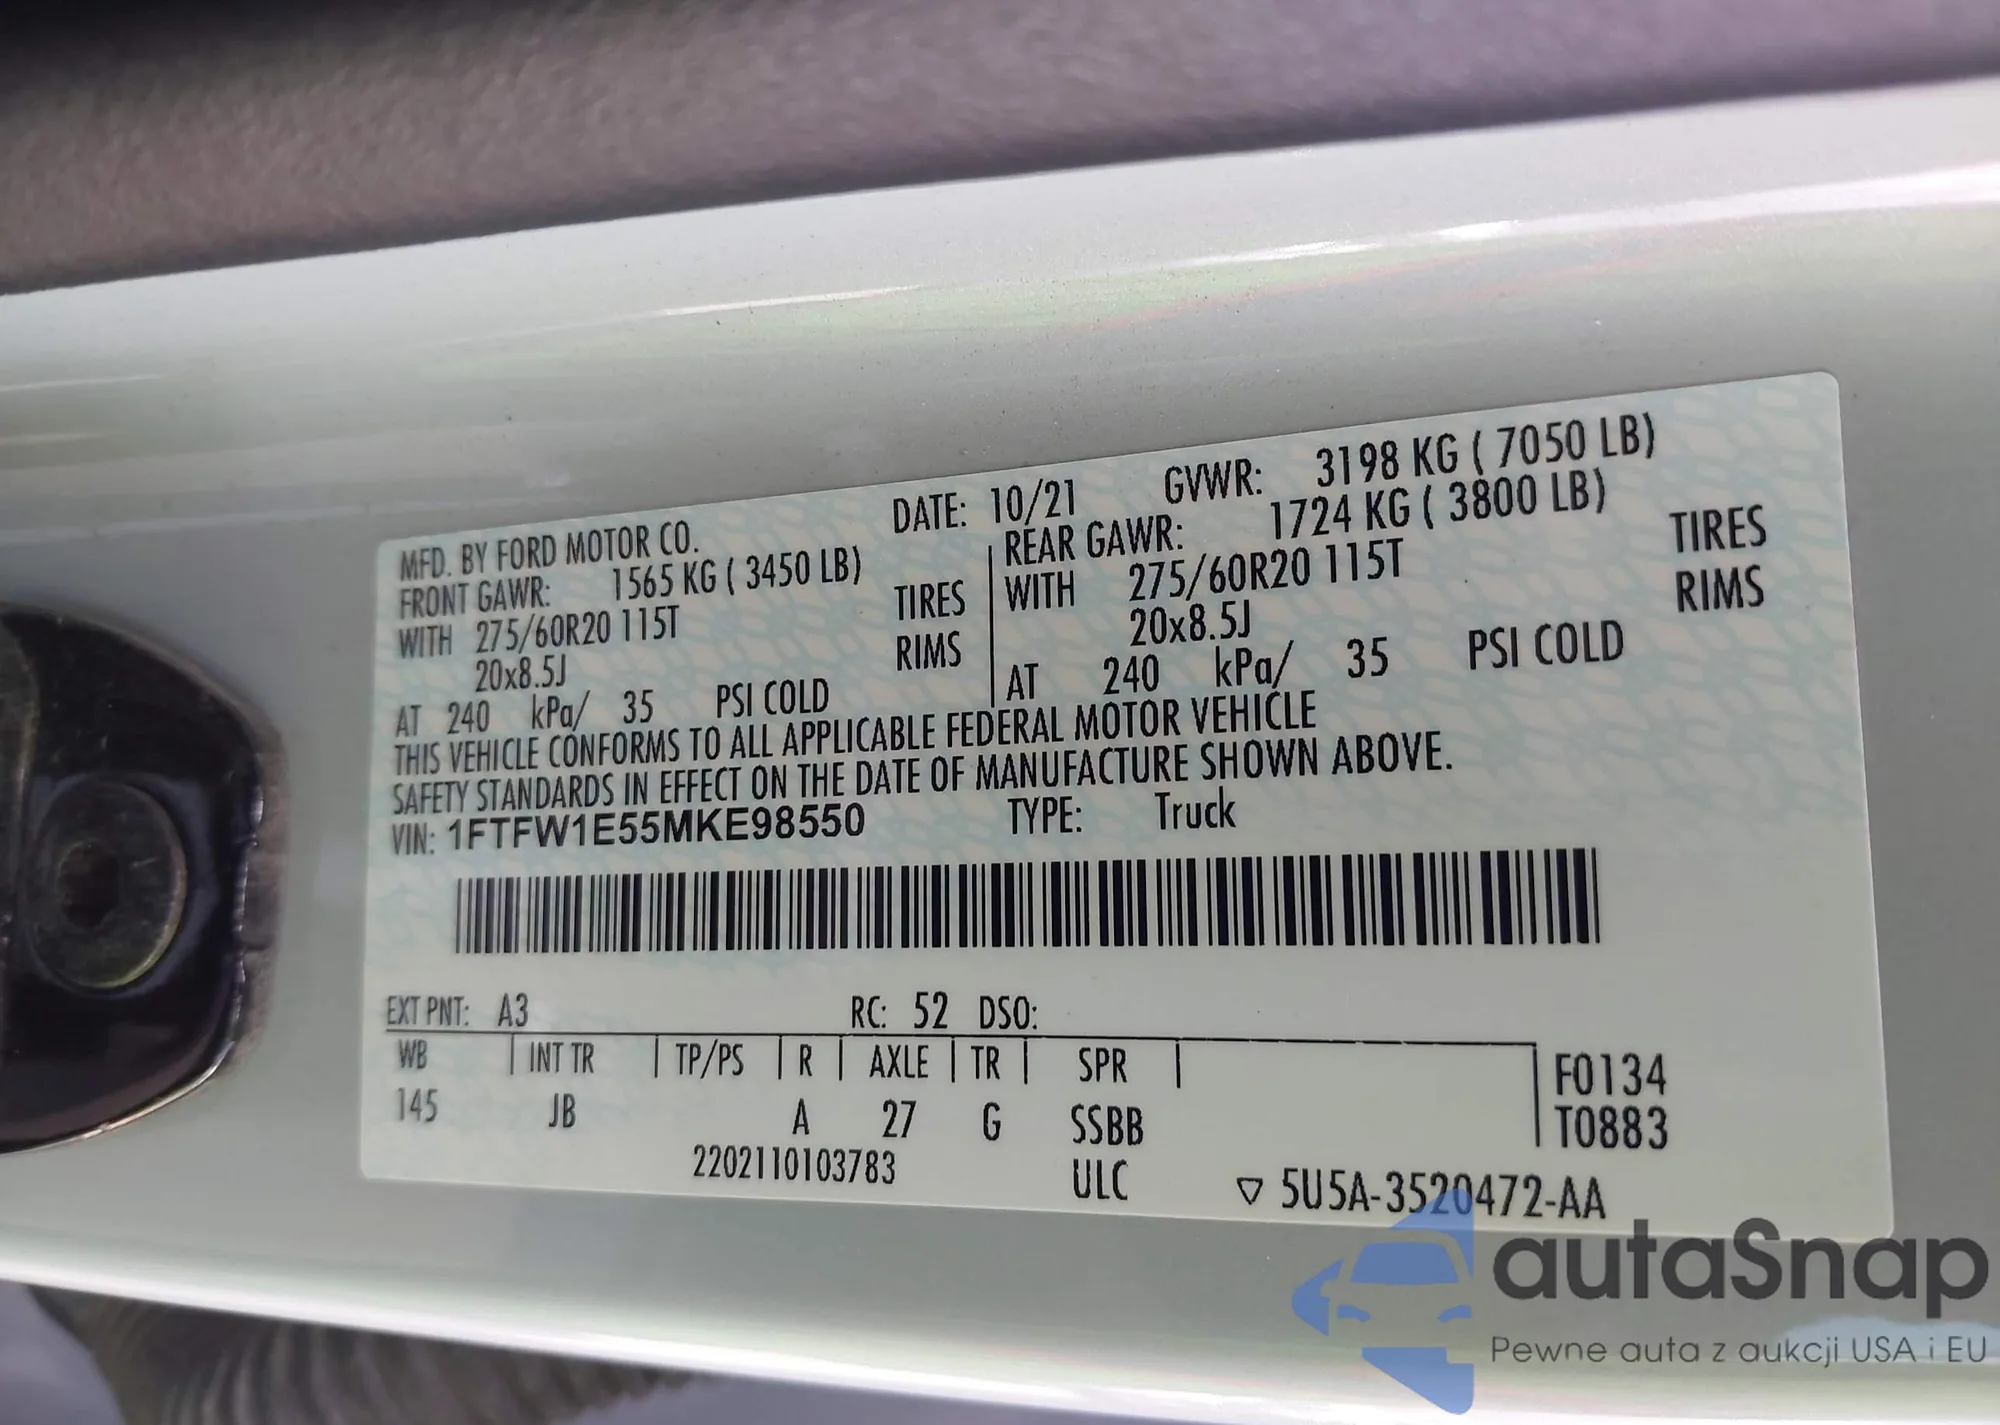 MFD. BY FORD MOTOR CO. DATE: 10/21 GVWR: 3198 KG ( 7050 LB)
FRONT GAWR: 1565 KG ( 3450 LB) REAR GAWR: 1724 KG ( 3800 LB)
WITH 275/60R20 115T TIRES WITH 275/60R20 115T TIRES
20x8.5J RIMS 20x8.5J RIMS
AT 240 kPa/ 35 PSI COLD AT 240 kPa/ 35 PSI COLD
THIS VEHICLE CONFORMS TO ALL APPLICABLE FEDERAL MOTOR VEHICLE
SAFETY STANDARDS IN EFFECT ON THE DATE OF MANUFACTURE SHOWN ABOVE.
VIN: 1FTFW1E55MKE98550 TYPE: Truck
EXT PNT: A3 RC: 52 DSO:
WB INT TR TP/PS R AXLE TR SPR F0134
145 JB A 27 G SSBB T0883
2202110103783 ULC ▽ 5U5A-3520472-AA
autaSnap
Pewne auta z aukcji USA i EU